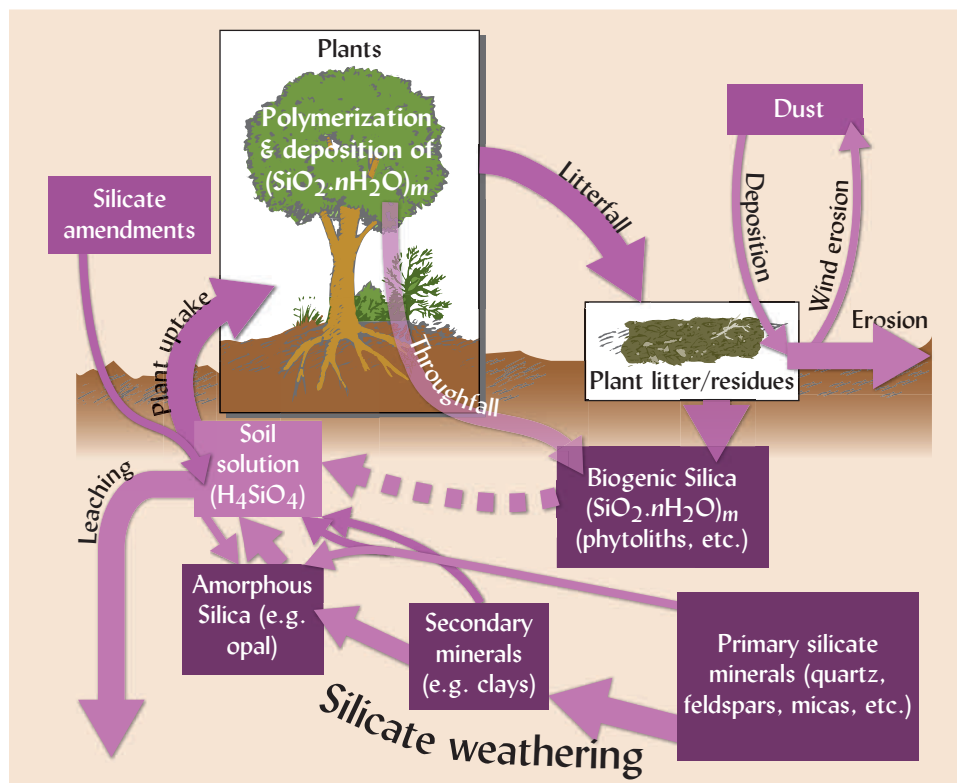 Plants
Polymerization
& deposition of
(SiO2.nH2O)m
Dust
Silicate
amendments
Litterfall
Deposition
Wind erosion
Erosion
Plant uptake
Throughfall
Plant litter/residues
Soil
solution
(H4SiO4)
Leaching
Biogenic Silica
(SiO2.nH2O)m
(phytoliths, etc.)
Amorphous
Silica (e.g.
opal)
Secondary
minerals
(e.g. clays)
Primary silicate
minerals (quartz,
feldspars, micas, etc.)
Silicate weathering